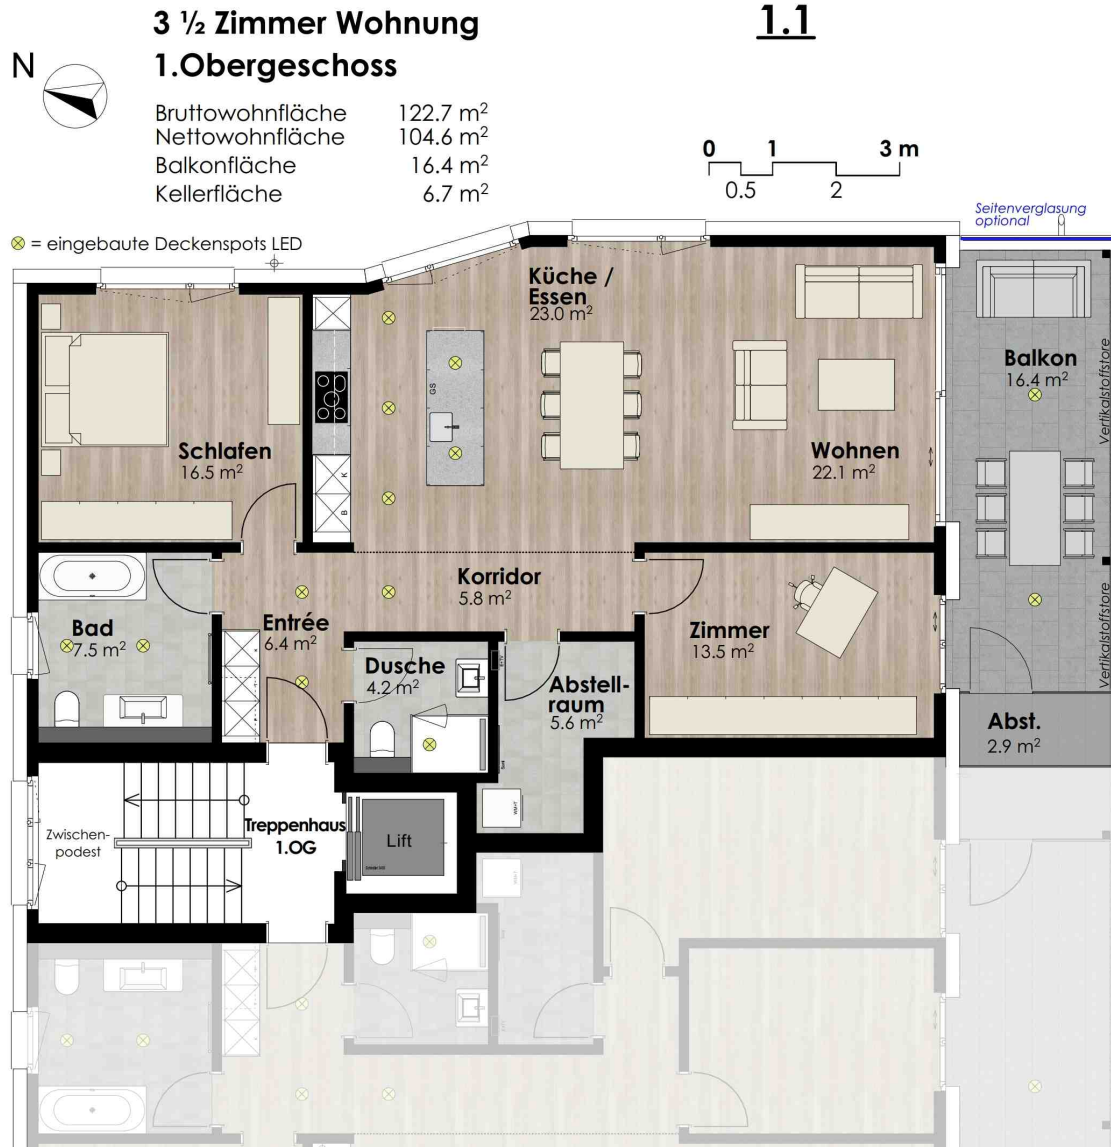 3 ½ Zimmer Wohnung
1.1
N
1.Obergeschoss
Bruttowohnfläche 122.7 m²
Nettowohnfläche 104.6 m²
Balkonfläche 16.4 m²
Kellerfläche 6.7 m²
0 1 3 m
0.5 2
Seitenverglasung
optional
= eingebaute Deckenspots LED
Küche /
Essen
23.0 m²
Balkon
16.4 m²
Vertikalstoffstore
GS
Schlafen
16.5 m²
Wohnen
22.1 m²
K
B
Korridor
5.8 m²
Entrée
6.4 m²
Bad
7.5 m²
Zimmer
13.5 m²
Vertikalstoffstore
Dusche
4.2 m²
Abstell-
raum
5.6 m²
Abst.
2.9 m²
Zwischen-
podest
Treppenhaus
1.OG
Lift